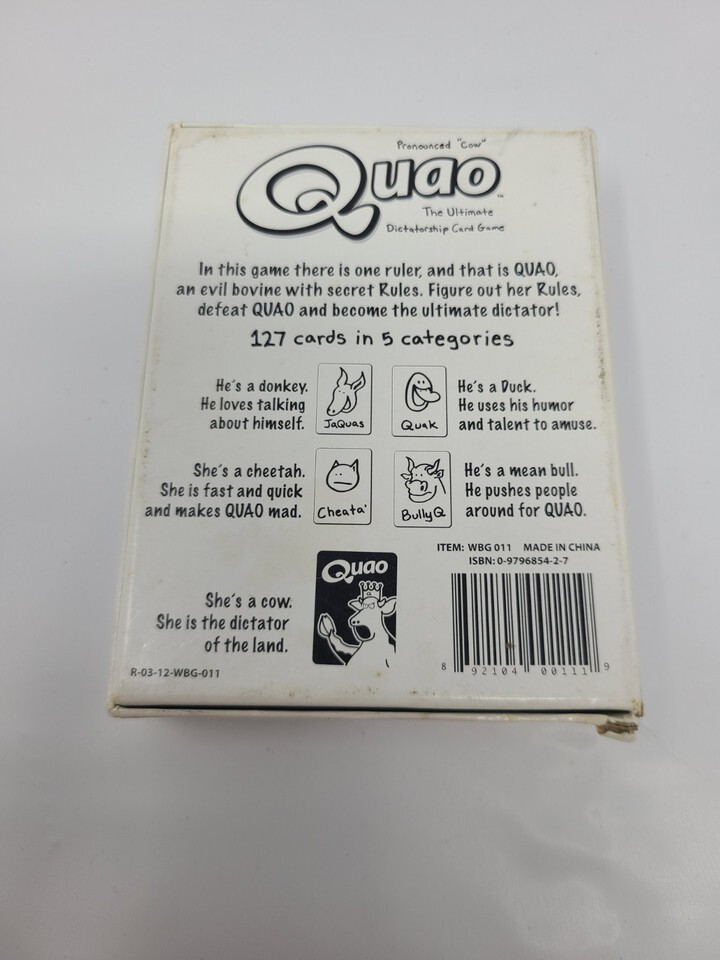 Pronounced "Cow"
Quao™
The Ultimate
Dictatorship Card Game
In this game there is one ruler, and that is QUAO,
an evil bovine with secret Rules. Figure out her Rules,
defeat QUAO and become the ultimate dictator!
127 cards in 5 categories
He's a donkey.
He loves talking
about himself.
JaQuas
Quak
He's a Duck.
He uses his humor
and talent to amuse.
She's a cheetah.
She is fast and quick
and makes QUAO mad.
Cheata'
BullyQ
He's a mean bull.
He pushes people
around for QUAO.
She's a cow.
She is the dictator
of the land.
Quao
ITEM: WBG 011 MADE IN CHINA
ISBN: 0-9796854-2-7
8 92104 00111 9
R-03-12-WBG-011